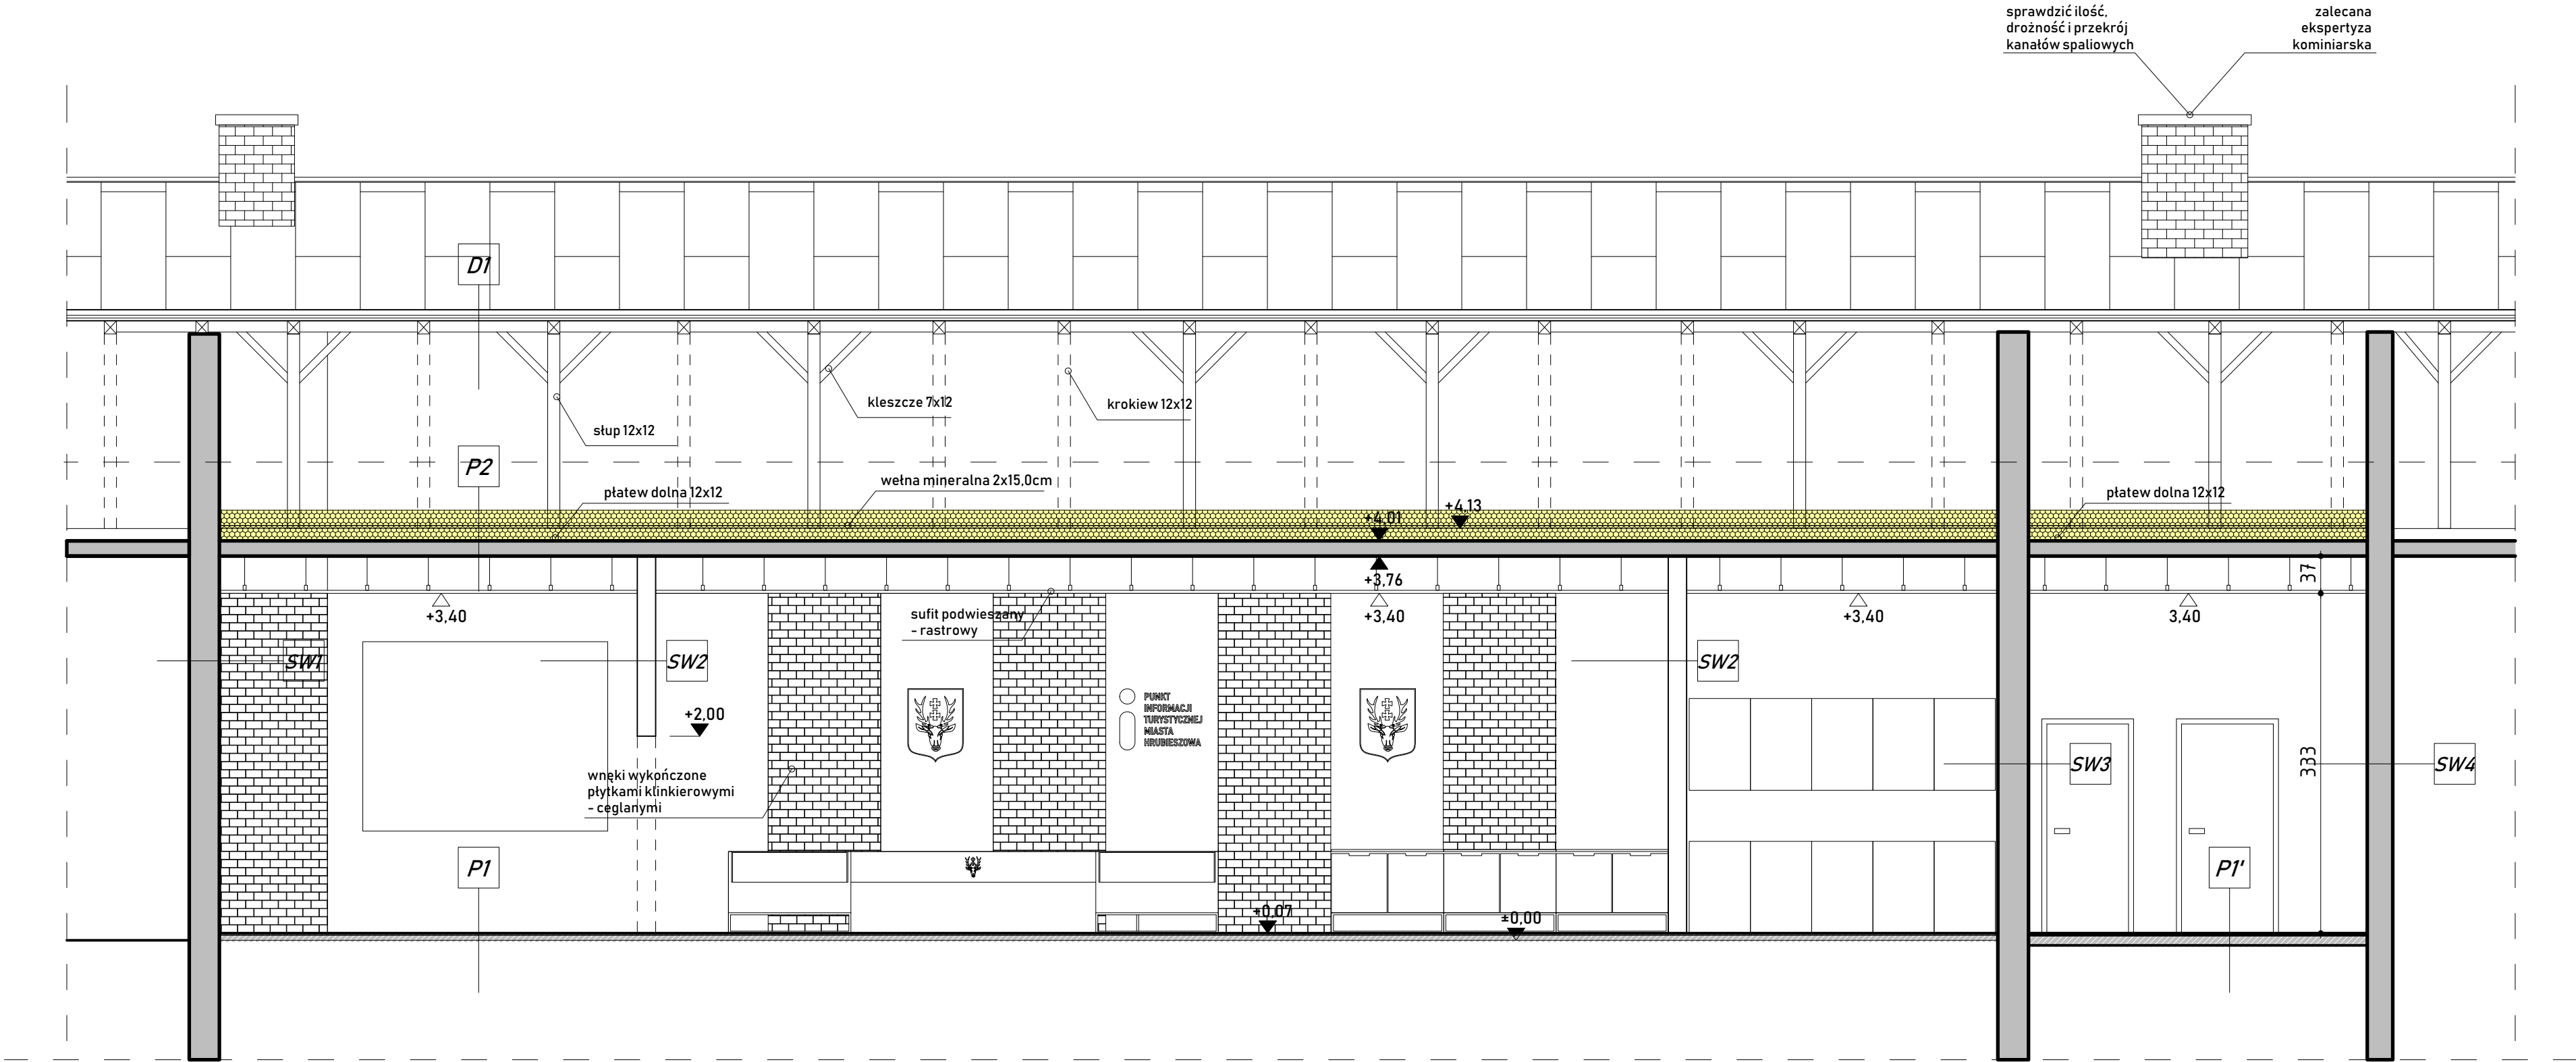 sprawdzić ilość,
drożność i przekrój
kanałów spaliowych
zalecana
ekspertyza
kominiarska
D1
kleszcze 7x12
krokiew 12x12
słup 12x12
P2
wełna mineralna 2x15,0cm
płatew dolna 12x12
płatew dolna 12x12
+4,13
+4,01
+3,76
37
+3,40
sufit podwieszany
- rastrowy
+3,40
+3,40
3,40
SW1
SW2
SW2
PUNKT
INFORMACJI
TURYSTYCZNEJ
MIASTA
HRUBIESZOWA
+2,00
333
SW3
SW4
wnęki wykończone
płytkami klinkierowymi
- ceglanymi
P1
P1'
+0,07
±0,00